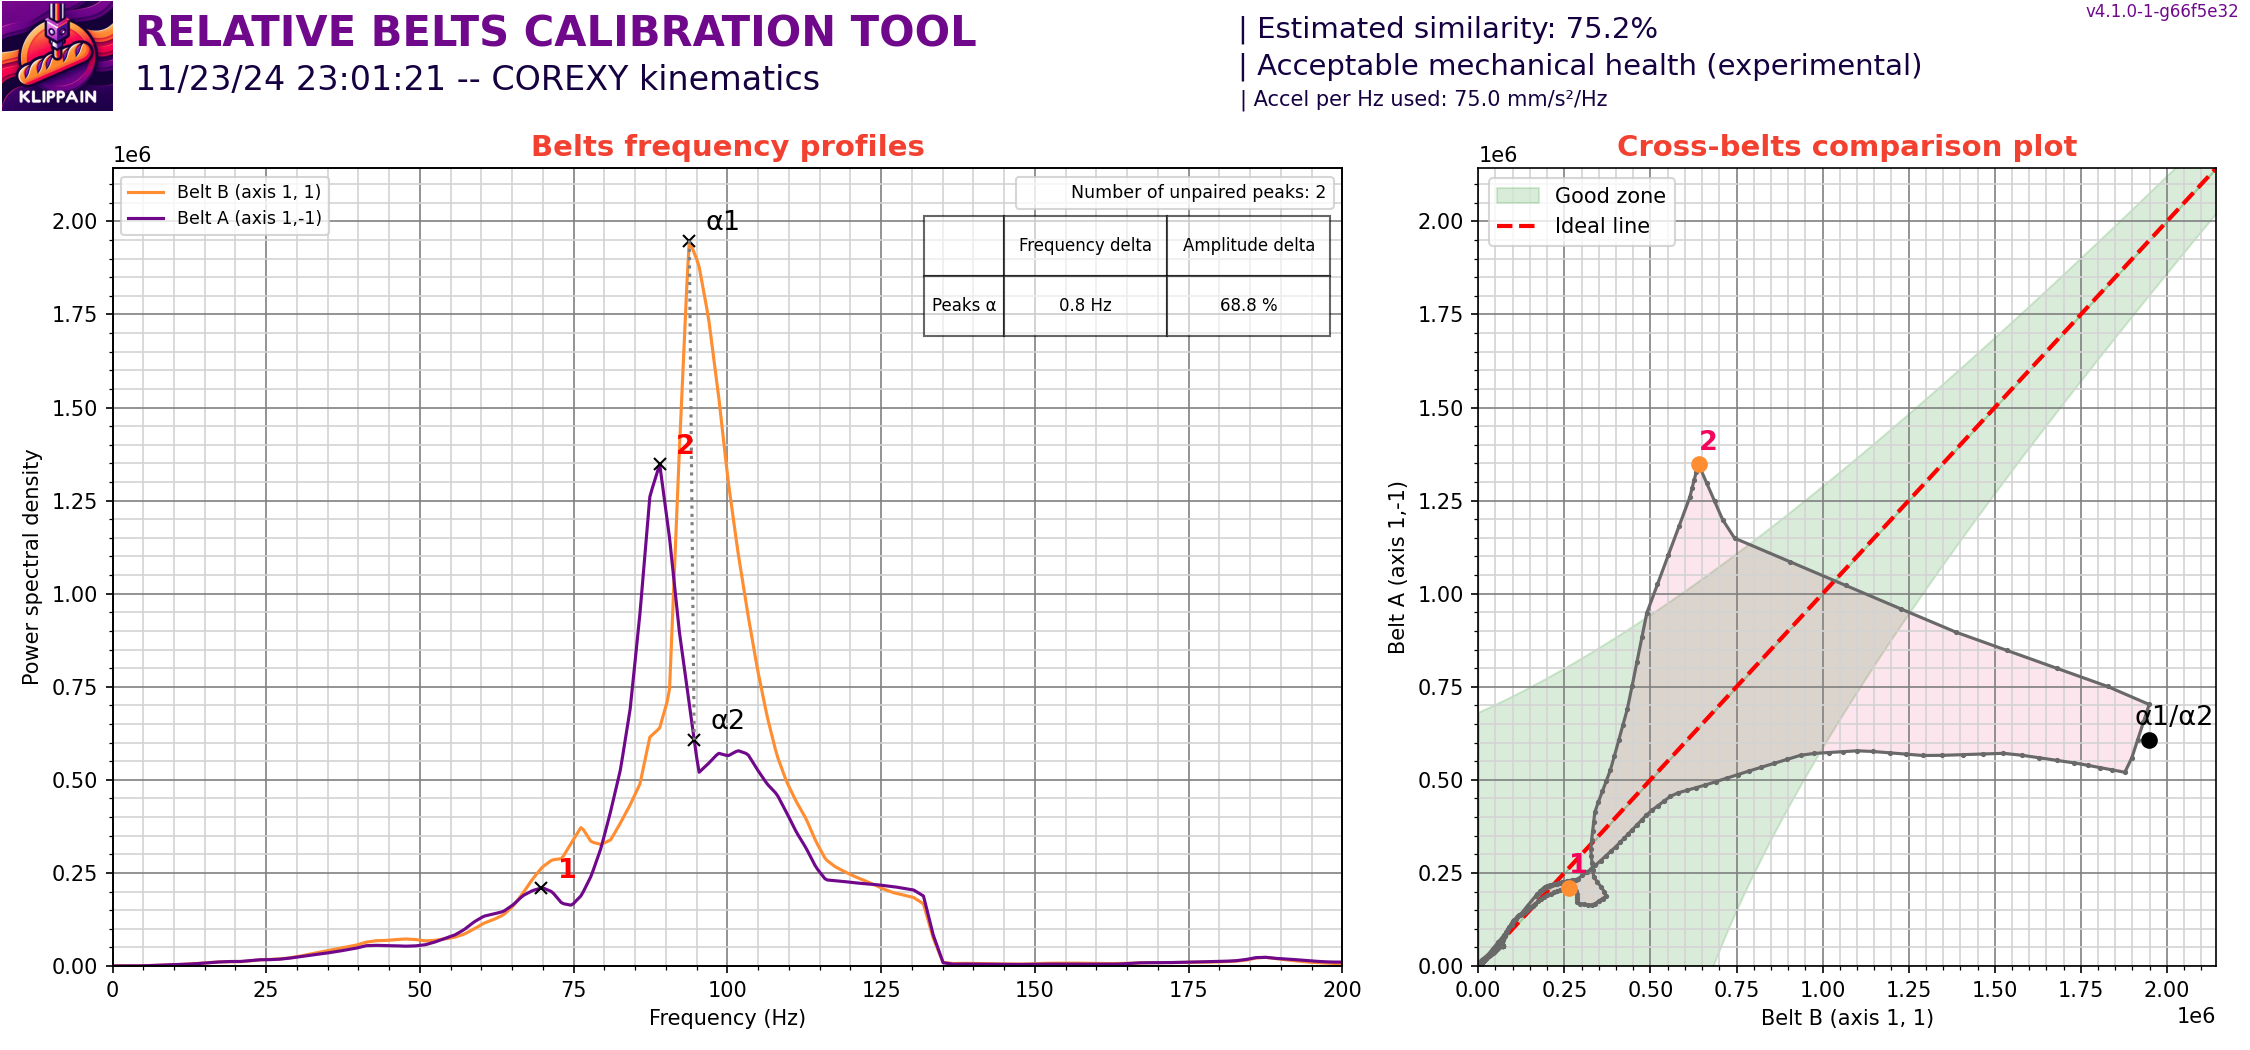 KLIPPAIN
RELATIVE BELTS CALIBRATION TOOL
11/23/24 23:01:21 -- COREXY kinematics
| Estimated similarity: 75.2%
| Acceptable mechanical health (experimental)
| Accel per Hz used: 75.0 mm/s²/Hz
v4.1.0-1-g66f5e32
Belts frequency profiles
1e6
Belt B (axis 1, 1)
Belt A (axis 1,-1)
Number of unpaired peaks: 2
Frequency delta Amplitude delta
Peaks α 0.8 Hz 68.8 %
α1
2
α2
1
Power spectral density
2.00
1.75
1.50
1.25
1.00
0.75
0.50
0.25
0.00
0 25 50 75 100 125 150 175 200
Frequency (Hz)
Cross-belts comparison plot
1e6
Good zone
Ideal line
2
α1/α2
1
Belt A (axis 1,-1)
2.00
1.75
1.50
1.25
1.00
0.75
0.50
0.25
0.00
0.00 0.25 0.50 0.75 1.00 1.25 1.50 1.75 2.00
Belt B (axis 1, 1)
1e6